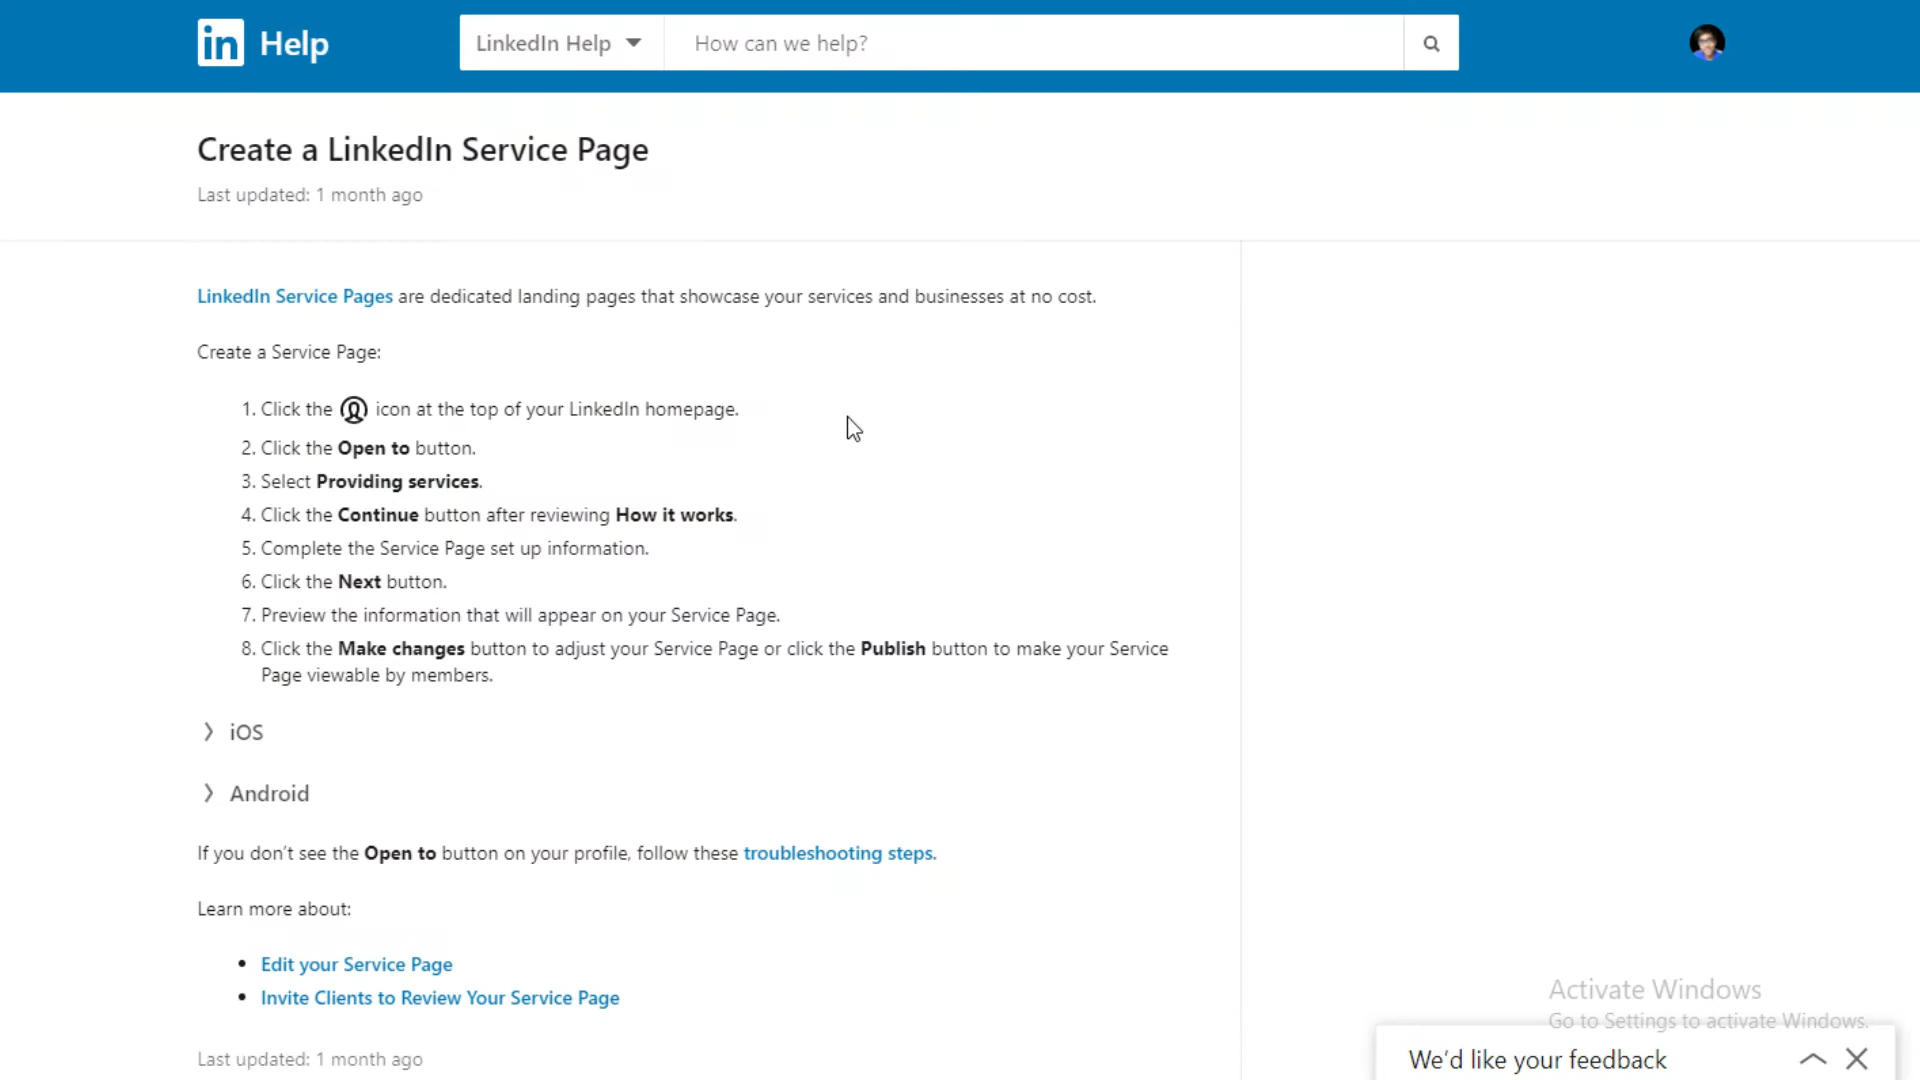 in Help
LinkedIn Help
How can we help?
Create a LinkedIn Service Page
Last updated: 1 month ago
LinkedIn Service Pages are dedicated landing pages that showcase your services and businesses at no cost.
Create a Service Page:
1. Click the icon at the top of your LinkedIn homepage.
2. Click the Open to button.
3. Select Providing services.
4. Click the Continue button after reviewing How it works.
5. Complete the Service Page set up information.
6. Click the Next button.
7. Preview the information that will appear on your Service Page.
8. Click the Make changes button to adjust your Service Page or click the Publish button to make your Service
Page viewable by members.
iOS
Android
If you don't see the Open to button on your profile, follow these troubleshooting steps.
Learn more about:
• Edit your Service Page
• Invite Clients to Review Your Service Page
Last updated: 1 month ago
Activate Windows
Go to Settings to activate Windows.
We'd like your feedback